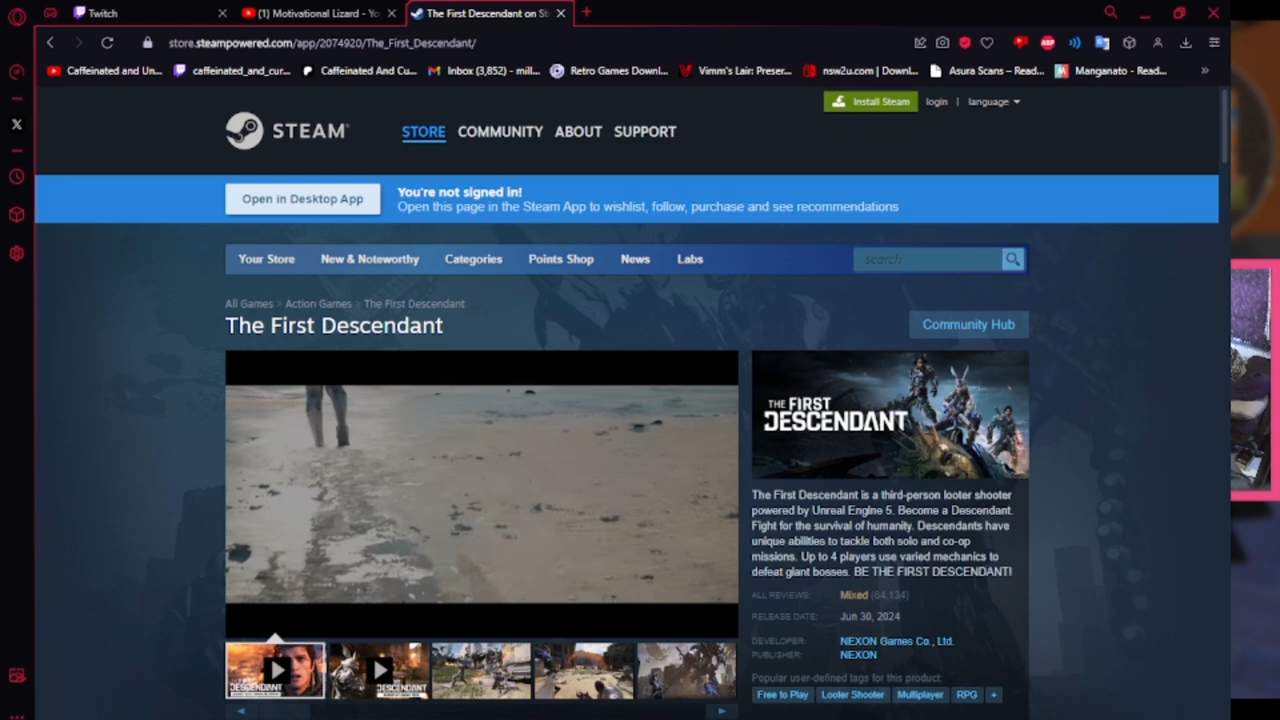 Twitch
(1) Motivational Lizard - Yo
The First Descendant on St
store.steampowered.com/app/2074920/The_First_Descendant/
ABP
Caffeinated and Un...
caffeinated_and_cur...
Caffeinated And Cu...
Inbox (3,852) – mill...
Retro Games Downl...
Vimm's Lair: Preser...
nsw2u.com | Downl...
Asura Scans – Read...
Manganato - Read...
»
Install Steam
login | language
STEAM
STORE COMMUNITY ABOUT SUPPORT
Open in Desktop App
You're not signed in!
Open this page in the Steam App to wishlist, follow, purchase and see recommendations
Your Store New & Noteworthy Categories Points Shop News Labs
search
All Games > Action Games > The First Descendant
The First Descendant
Community Hub
THE FIRST
DESCENDANT
The First Descendant is a third-person looter shooter
powered by Unreal Engine 5. Become a Descendant.
Fight for the survival of humanity. Descendants have
unique abilities to tackle both solo and co-op
missions. Up to 4 players use varied mechanics to
defeat giant bosses. BE THE FIRST DESCENDANT!
ALL REVIEWS: Mixed (64,134)
RELEASE DATE: Jun 30, 2024
DEVELOPER: NEXON Games Co., Ltd.
PUBLISHER: NEXON
Popular user-defined tags for this product:
Free to Play Looter Shooter Multiplayer RPG +
DESCENDANT
DESCENDANT